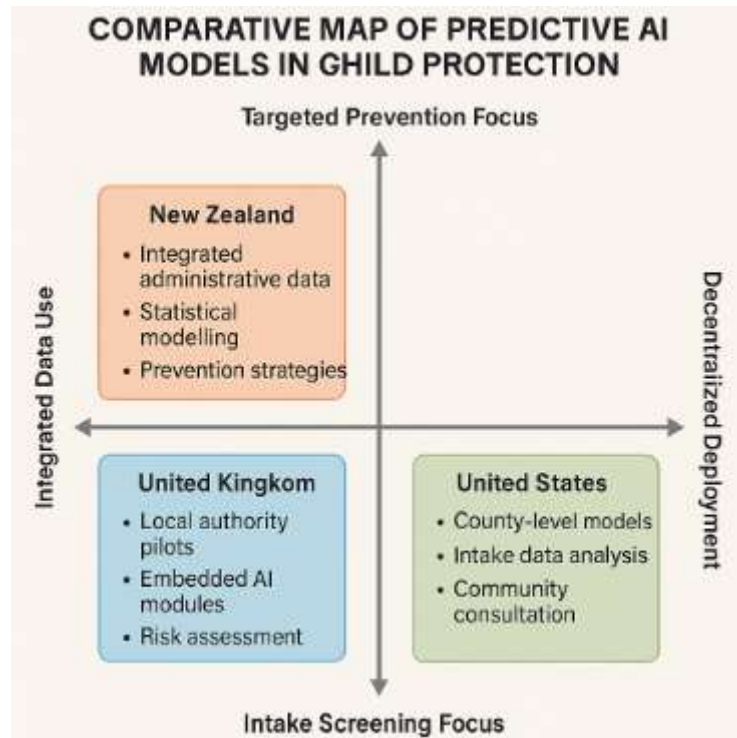 COMPARATIVE MAP OF PREDICTIVE AI
MODELS IN GHILD PROTECTION
Targeted Prevention Focus
New Zealand
• Integrated
administrative data
• Statistical
modelling
• Prevention strategies
Integrated Data Use
Decentraiized Deployment
United Kingkom
• Local authority
pilots
• Embedded AI
modules
• Risk assessment
United States
• County-level models
• Intake data analysis
• Community
consultation
Intake Screening Focus